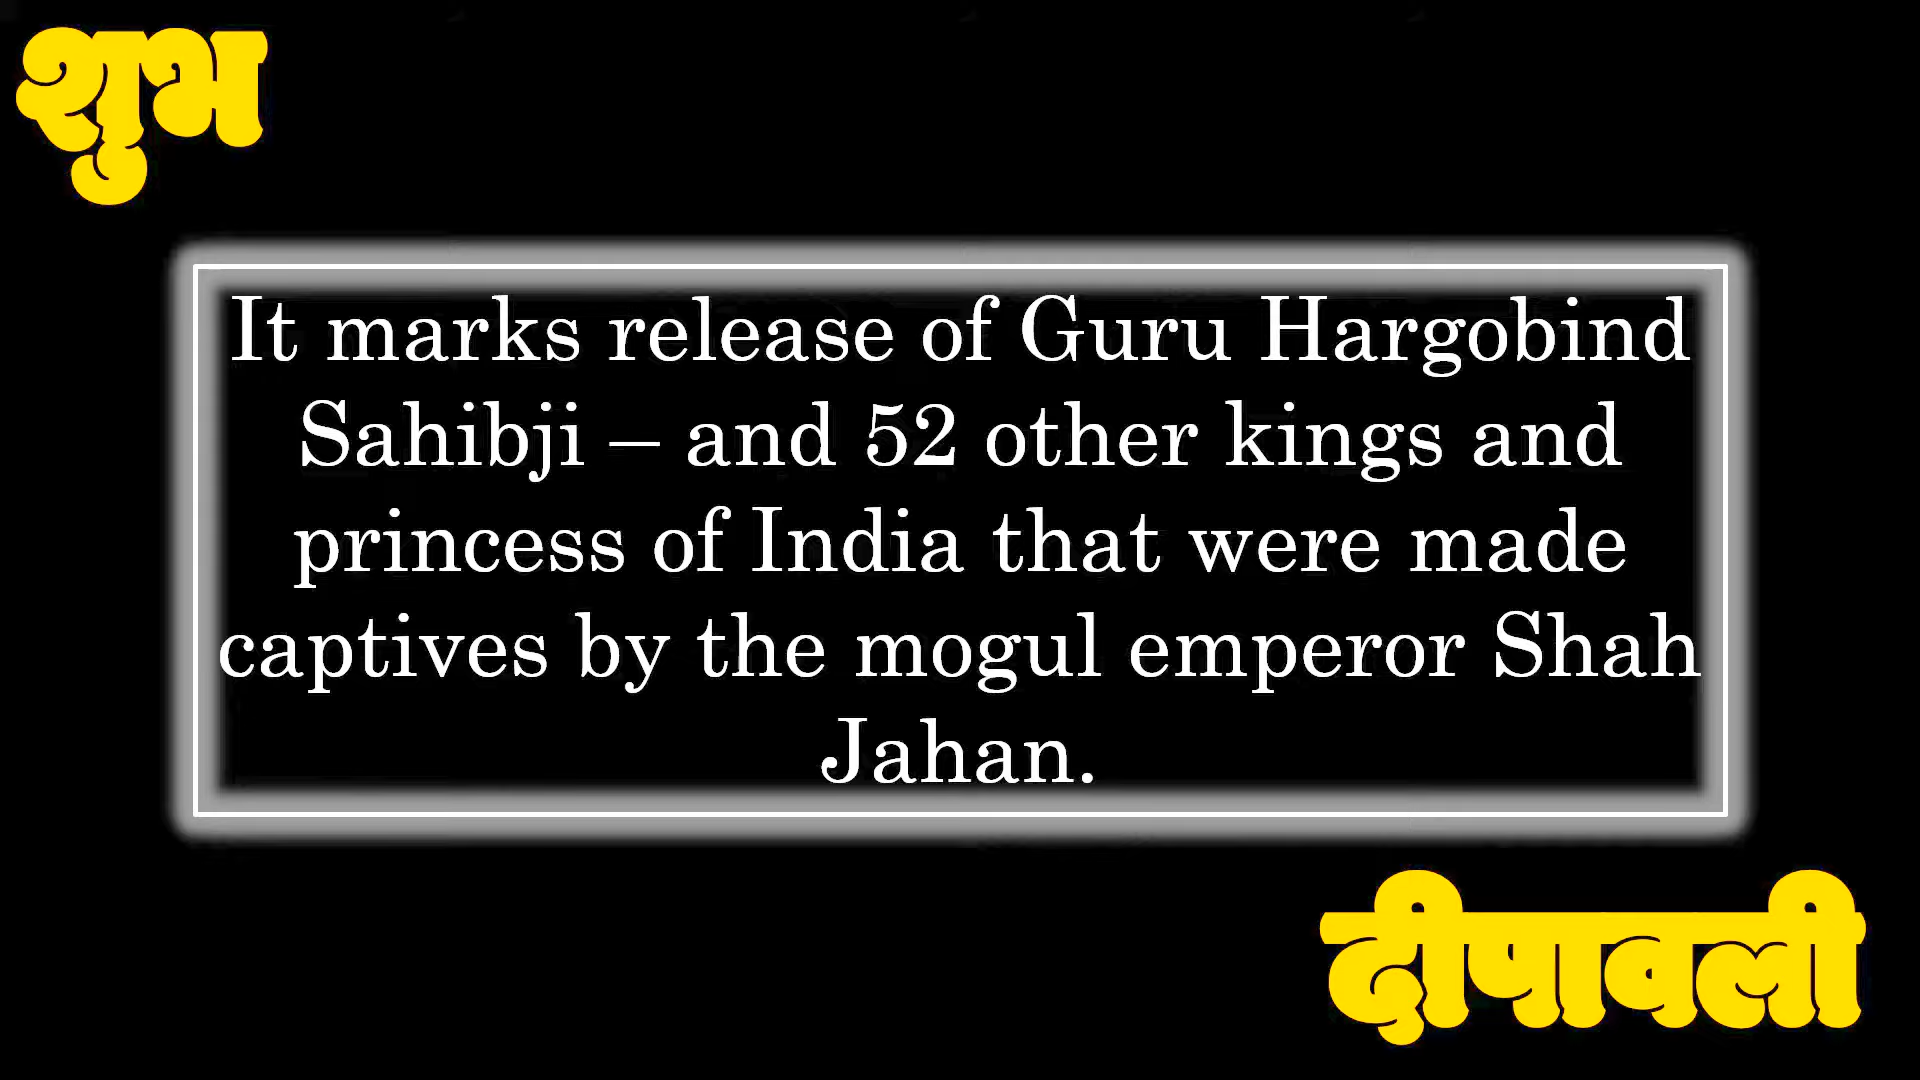 शुभ
It marks release of Guru Hargobind
Sahibji – and 52 other kings and
princess of India that were made
captives by the mogul emperor Shah
Jahan.
दीपावली